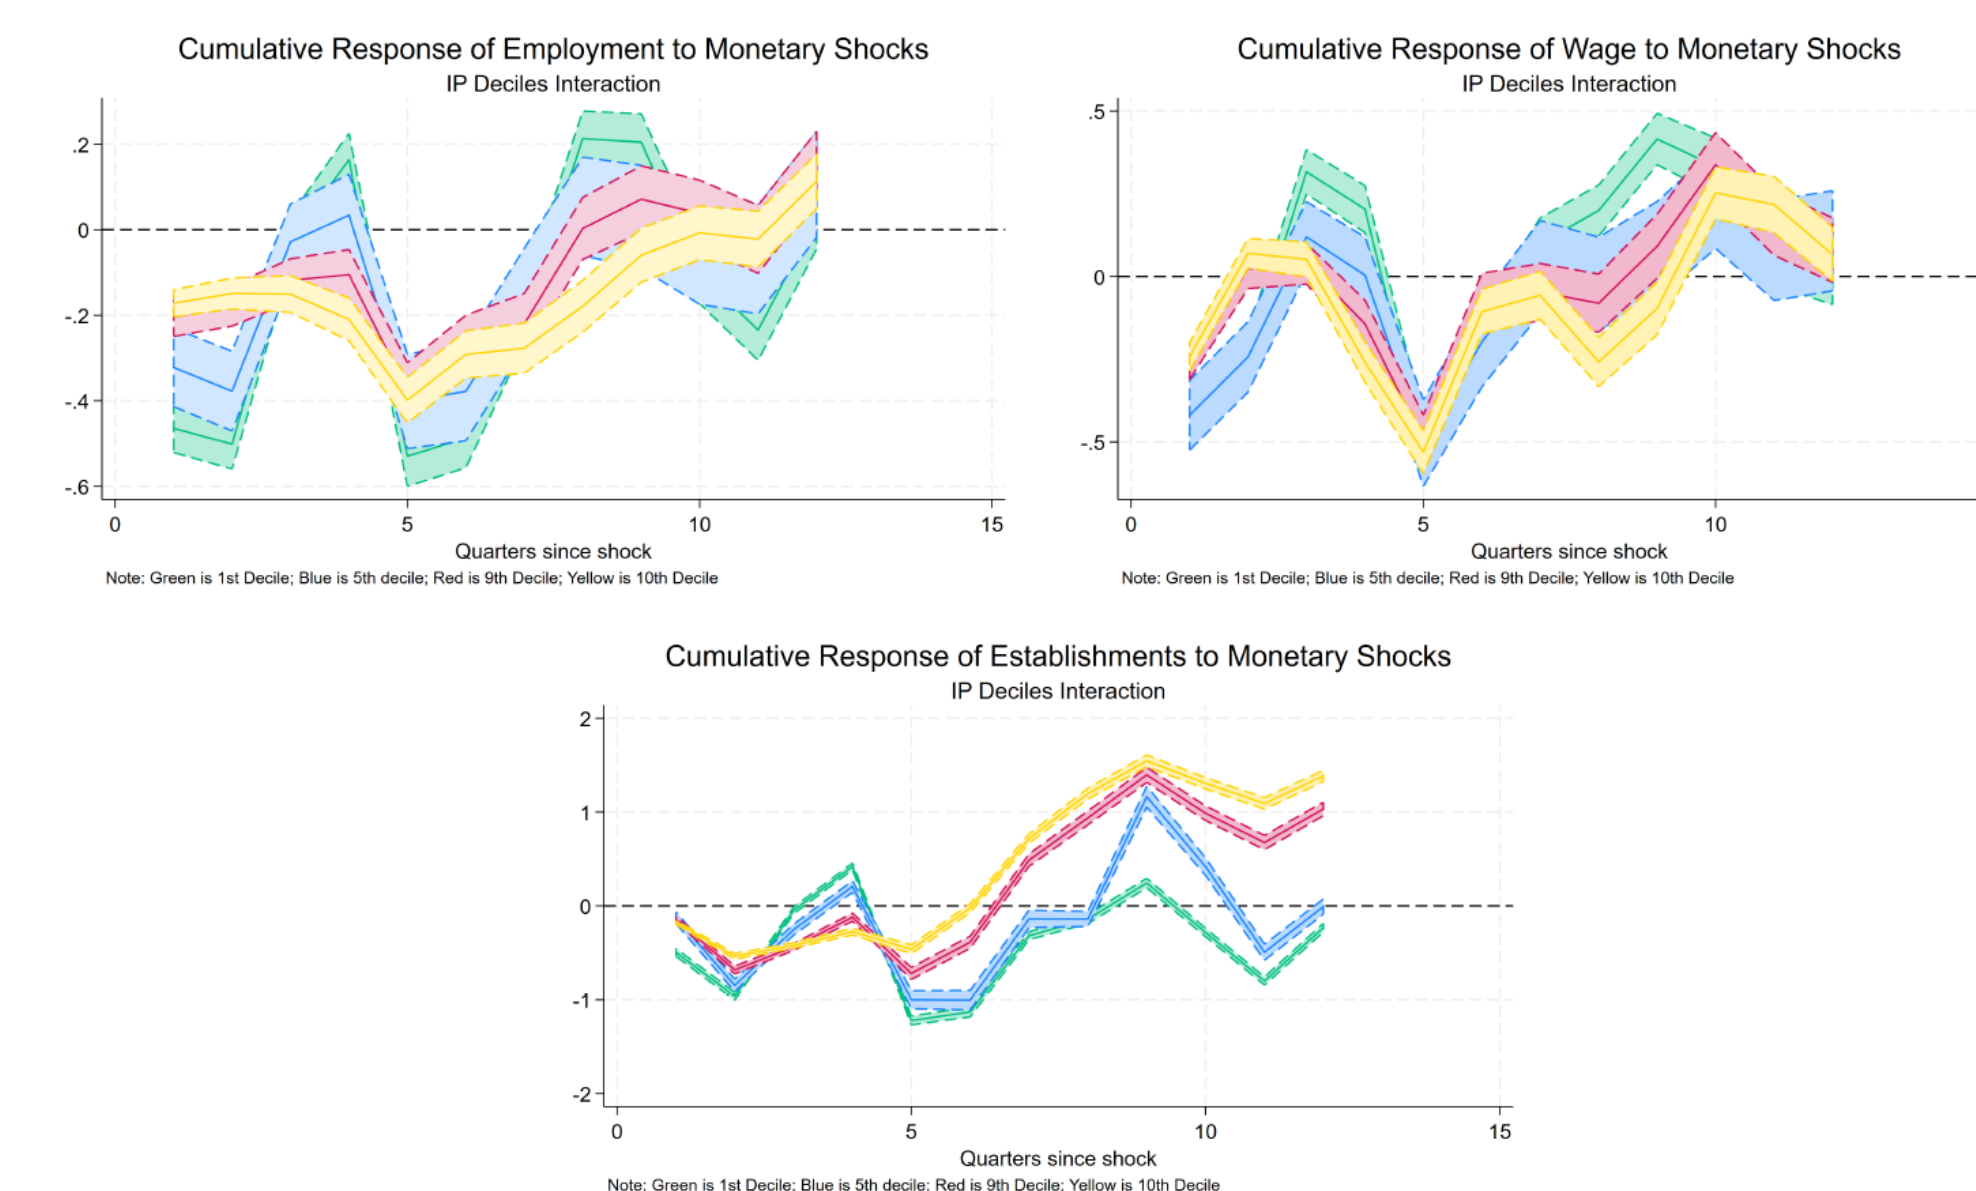 Cumulative Response of Employment to Monetary Shocks
IP Deciles Interaction
.2
0
-.2
-.4
-.6
0 5 10 15
Quarters since shock
Note: Green is 1st Decile; Blue is 5th decile; Red is 9th Decile; Yellow is 10th Decile
Cumulative Response of Wage to Monetary Shocks
IP Deciles Interaction
.5
0
-.5
0 5 10
Quarters since shock
Note: Green is 1st Decile; Blue is 5th decile; Red is 9th Decile; Yellow is 10th Decile
Cumulative Response of Establishments to Monetary Shocks
IP Deciles Interaction
2
1
0
-1
-2
0 5 10 15
Quarters since shock
Note: Green is 1st Decile; Blue is 5th decile; Red is 9th Decile; Yellow is 10th Decile